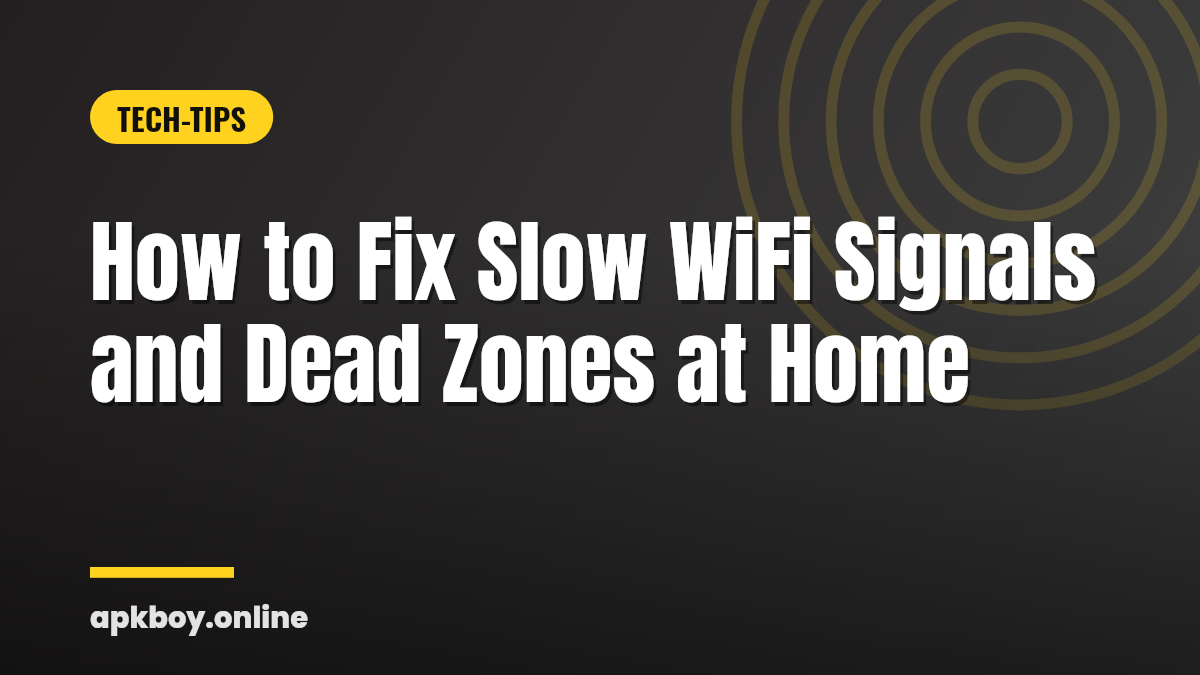 TECH-TIPS
How to Fix Slow WiFi Signals
and Dead Zones at Home
apkboy.online